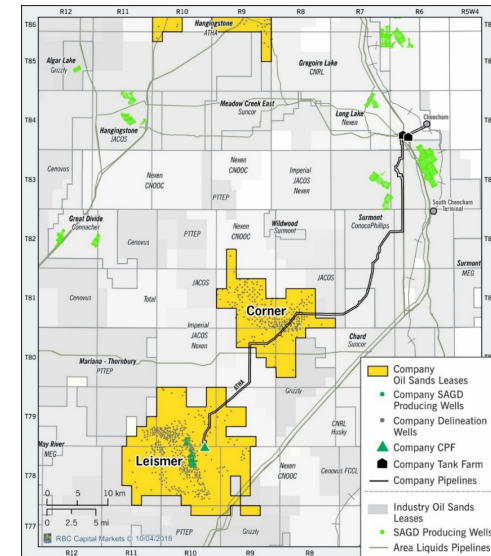 R12 R11 R10 R9 R8 R7 R6 R5W4
T86
T85
T84
T83
T82
T81
T80
T79
T78
T77
Hangingstone
ATHA
Algar Lake
Grizzly
Gregoire Lake
CNRL
Meadow Creek East
Suncor
Long Lake
Nexen
Cheecham
Hangingstone
JACOS
Cenovus
Nexen
CNOOC
Nexen
CNOOC
Imperial
JACOS
Nexen
PTTEP
South Cheecham
Terminal
Great Divide
Connacher
Cenovus
PTTEP
Nexen
CNOOC
Wildwood
Surmont
Surmont
ConocoPhillips
Surmont
MEG
JACOS
JACOS
Cenovus
Total
Corner
Imperial
JACOS
Nexen
Chard
Suncor
Mariana - Thornbury
PTTEP
ATHA
Grizzly
CNRL
Husky
May River
MEG
Leismer
Nexen
CNOOC
Cenovus FCCL
PTTEP
Grizzly
0 5 10 km
0 2.5 5 mi
RBC Capital Markets © 10/04/2018
Company
Oil Sands Leases
Company SAGD
Producing Wells
Company Delineation
Wells
Company CPF
Company Tank Farm
Company Pipelines
Industry Oil Sands
Leases
SAGD Producing Wells
Area Liquids Pipelines
R12 R11 R10 R9 R8